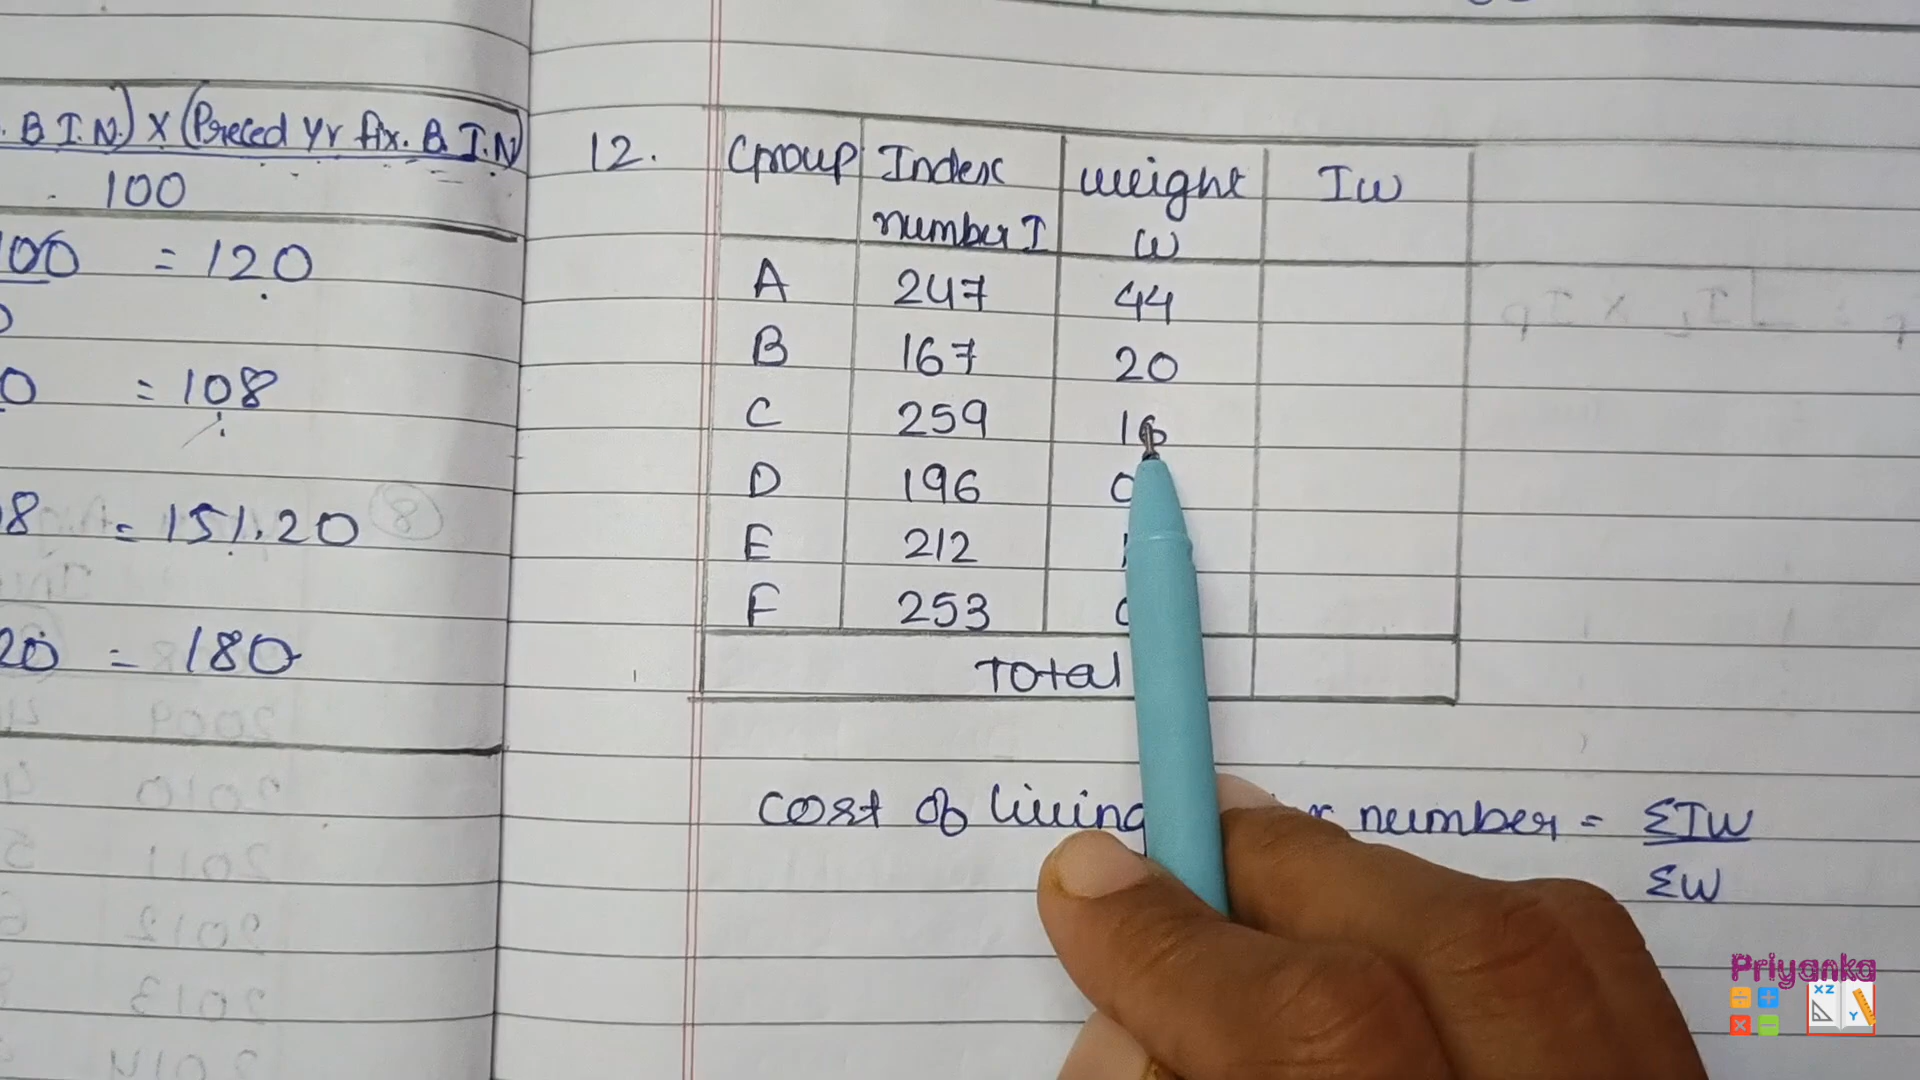 . B I.N.) X (Preced Yr fix. B I.N)
100
100 = 120
0 = 108
8 = 151.20
20 = 180
12.
Group Index number I weight w Iw
A 247 44
B 167 20
C 259 16
D 196
E 212
F 253
Total
cost of living number = ΣIW
ΣW
Priyanka